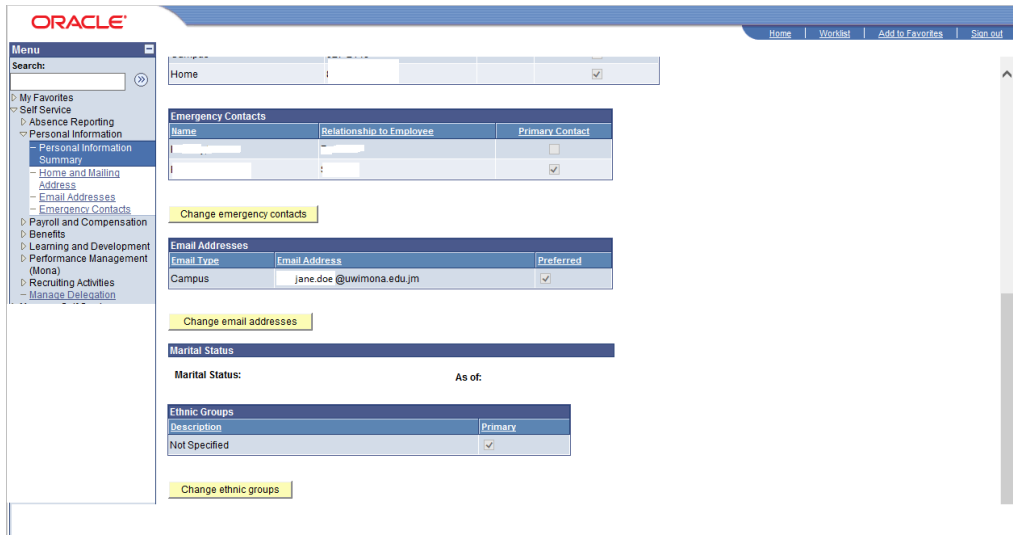 ORACLE'
Home | Worklist | Add to Favorites | Sign out
Menu
Search:
My Favorites
Self Service
Absence Reporting
Personal Information
Personal Information
Summary
Home and Mailing
Address
Email Addresses
Emergency Contacts
Payroll and Compensation
Benefits
Learning and Development
Performance Management
(Mona)
Recruiting Activities
Manage Delegation
Home
Emergency Contacts
Name Relationship to Employee Primary Contact
Change emergency contacts
Email Addresses
Email Type Email Address Preferred
Campus jane.doe @uwimona.edu.jm
Change email addresses
Marital Status
Marital Status: As of:
Ethnic Groups
Description Primary
Not Specified
Change ethnic groups